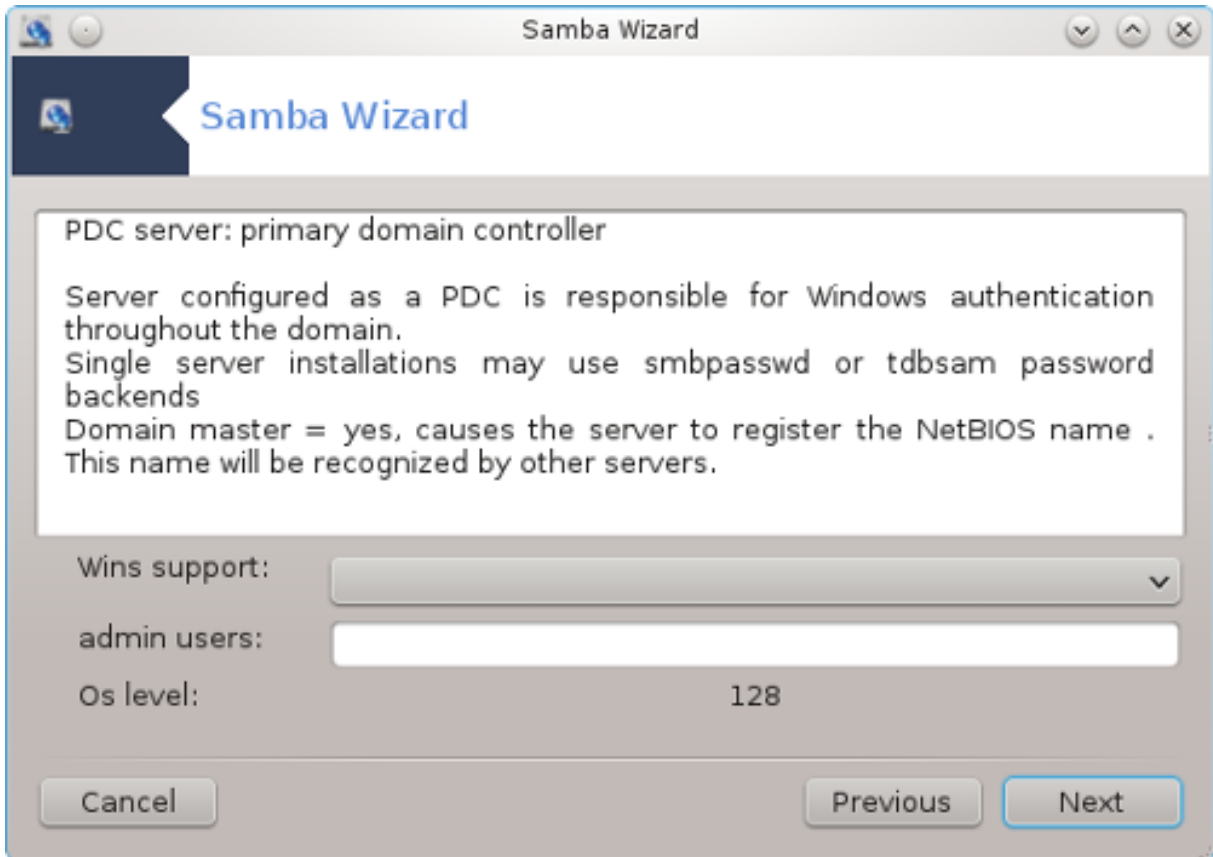 Samba Wizard
Samba Wizard
PDC server: primary domain controller
Server configured as a PDC is responsible for Windows authentication
throughout the domain.
Single server installations may use smbpasswd or tdbsam password
backends
Domain master = yes, causes the server to register the NetBIOS name .
This name will be recognized by other servers.
Wins support:
admin users:
Os level: 128
Cancel Previous Next